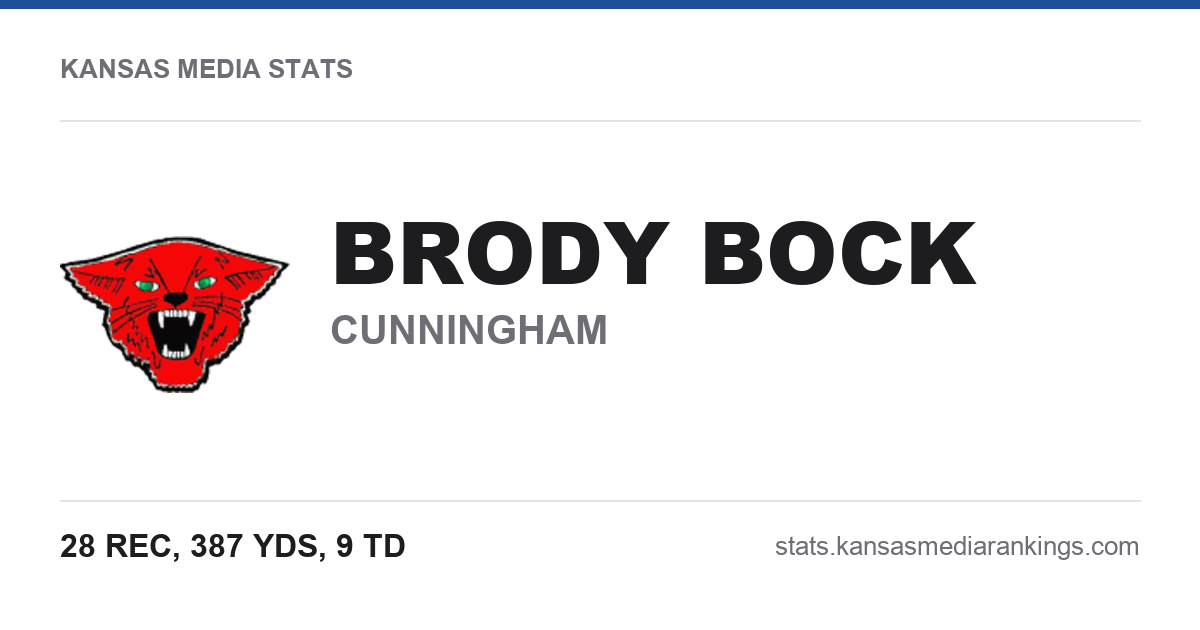 KANSAS MEDIA STATS
BRODY BOCK
CUNNINGHAM
28 REC, 387 YDS, 9 TD
stats.kansasmediarankings.com